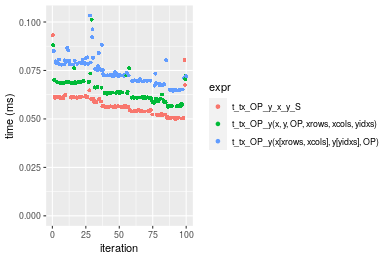 0.100
0.075
0.050
0.025
0.000
time (ms)
0 25 50 75 100
iteration
expr
t_tx_OP_y_x_y_S
t_tx_OP_y(x, y, OP, xrows, xcols, yidxs)
t_tx_OP_y(x[xrows, xcols], y[yidxs], OP)